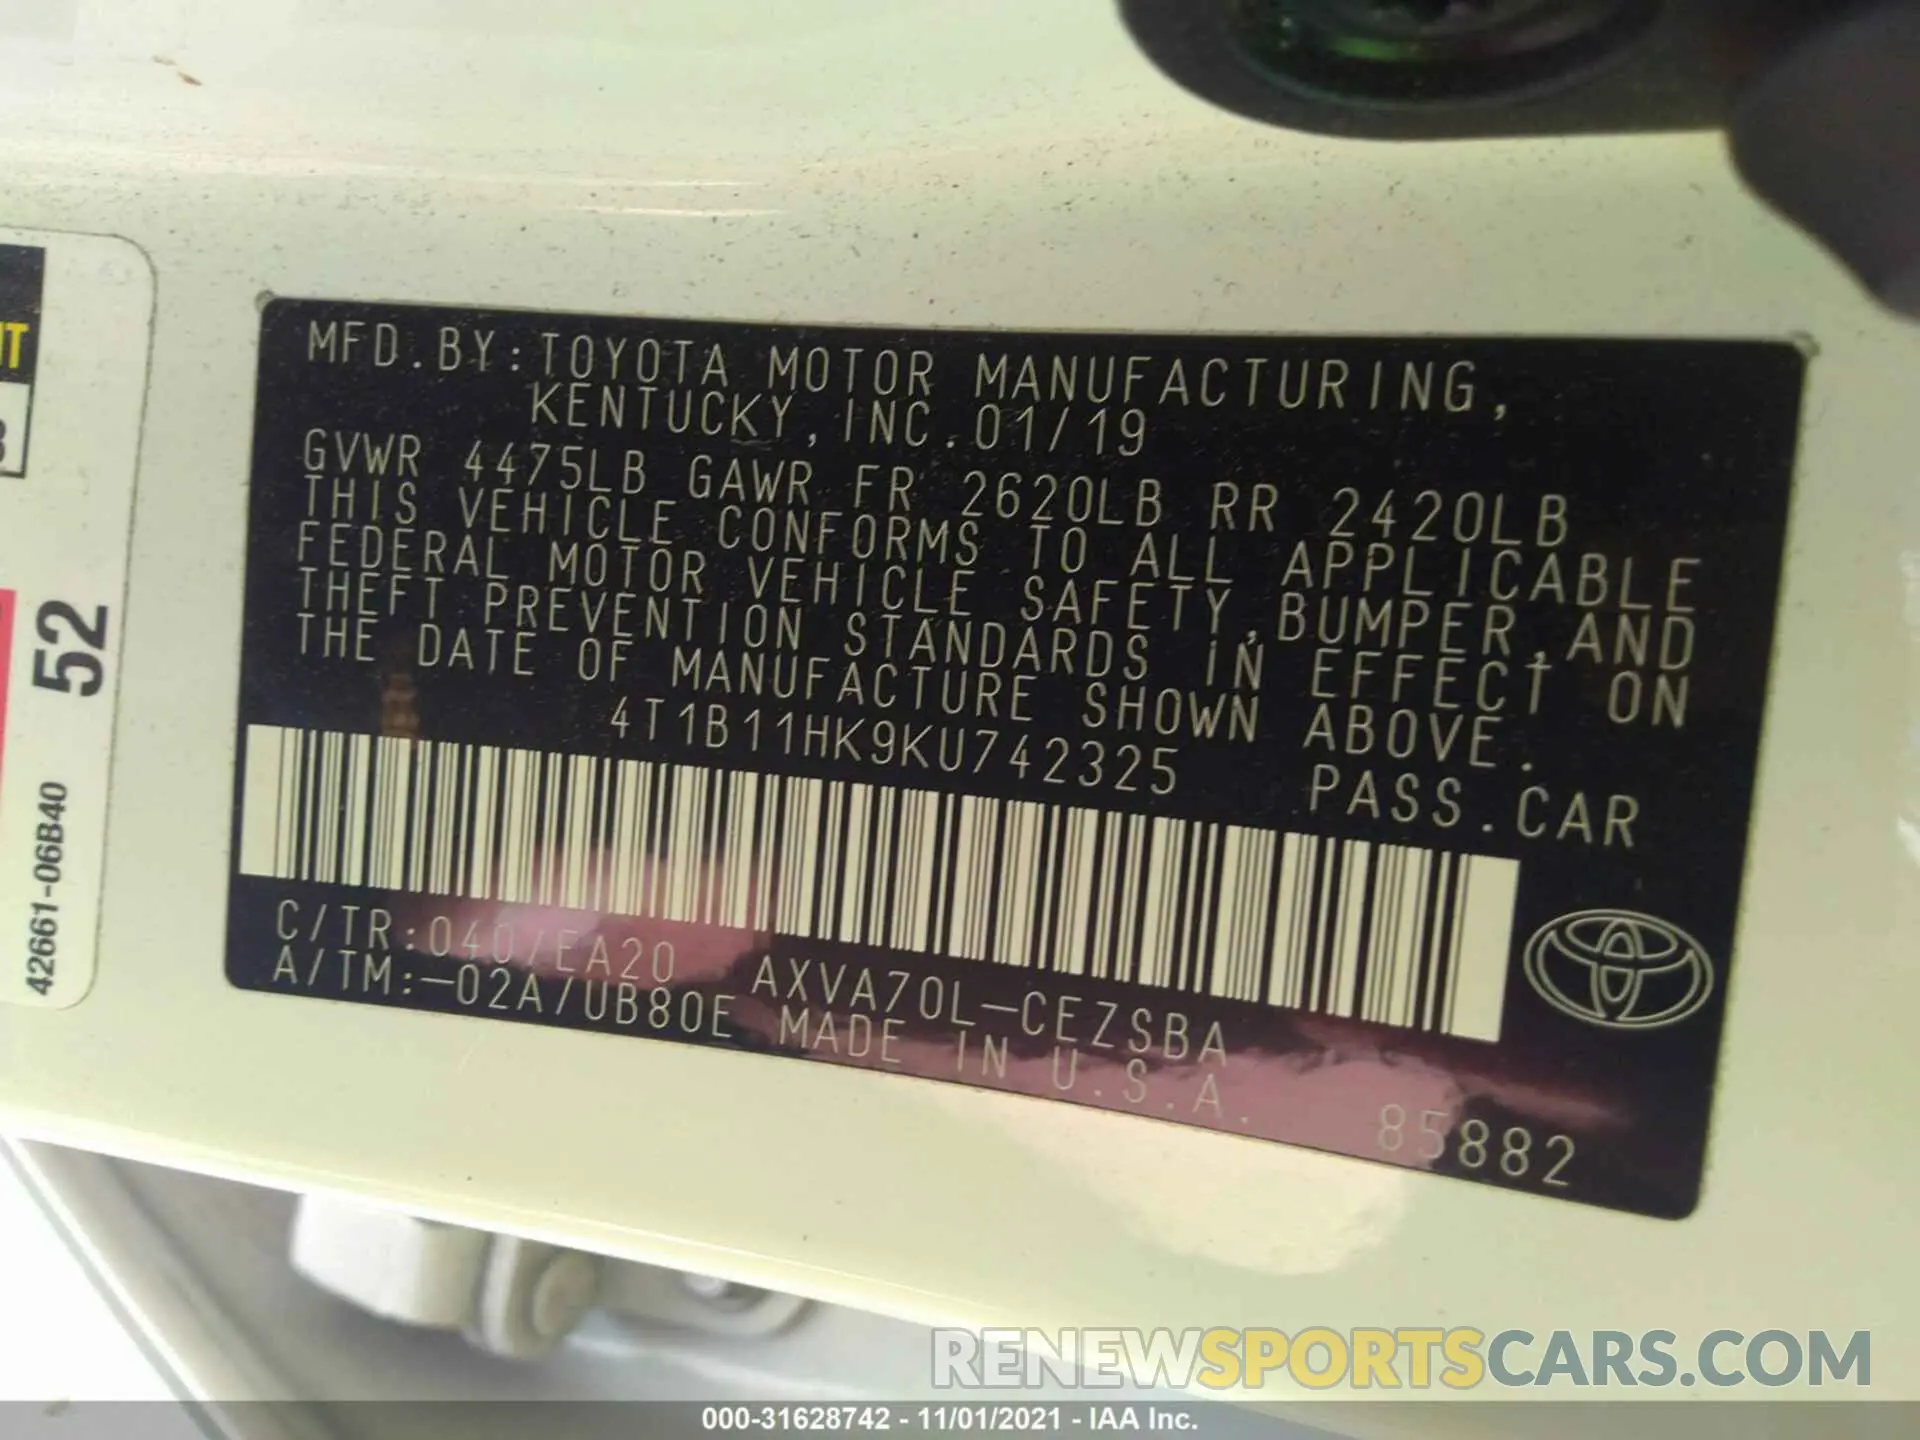 MFD.BY:TOYOTA MOTOR MANUFACTURING,
KENTUCKY, INC.01/19
GVWR 4475LB GAWR FR 2620LB RR 2420LB
THIS VEHICLE CONFORMS TO ALL APPLICABLE
FEDERAL MOTOR VEHICLE SAFETY,BUMPER,AND
THEFT PREVENTION STANDARDS IN EFFECT ON
THE DATE OF MANUFACTURE SHOWN ABOVE.
4T1B11HK9KU742325 PASS.CAR
C/TR:040/EA20 AXVA70L-CEZSBA
A/TM:-02A/UB80E MADE IN U.S.A.
85882
52
42661-06B40
RENEWSPORTSCARS.COM
000-31628742 - 11/01/2021 - IAA Inc.